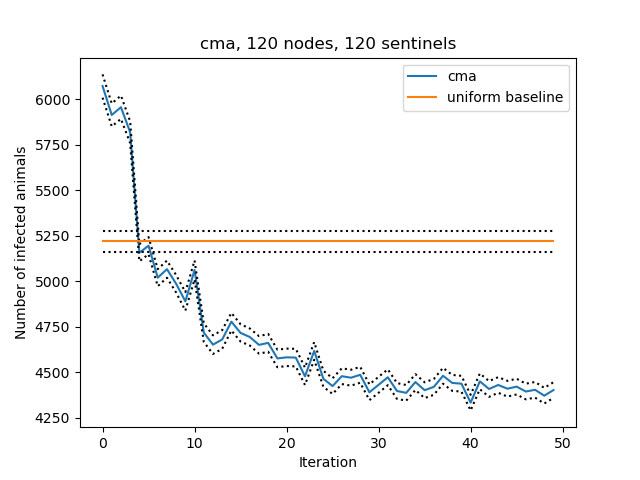 cma, 120 nodes, 120 sentinels
cma
uniform baseline
6000
5750
5500
5250
5000
4750
4500
4250
Number of infected animals
0 10 20 30 40 50
Iteration